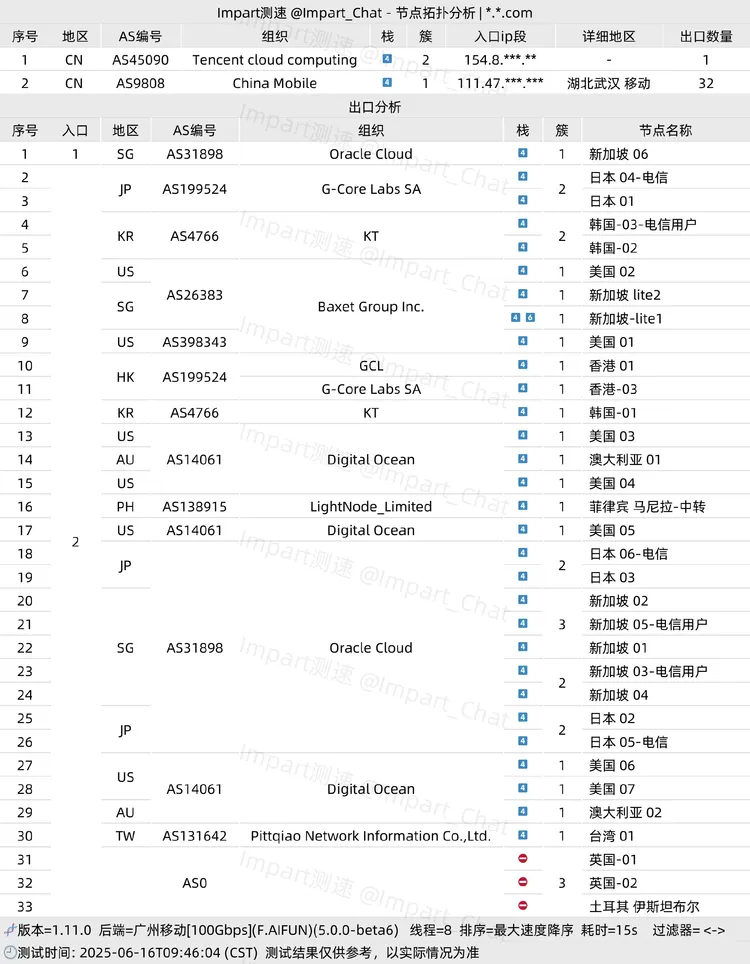 Impart测速 @Impart_Chat - 节点拓扑分析 | *.*.com
序号 地区 AS编号 组织 栈 簇 入口ip段 详细地区 出口数量
1 CN AS45090 Tencent cloud computing 4 2 154.8.***.** - 1
2 CN AS9808 China Mobile 4 1 111.47.***.*** 湖北武汉 移动 32
出口分析
序号 入口 地区 AS编号 组织 栈 簇 节点名称
1 1 SG AS31898 Oracle Cloud 4 1 新加坡 06
2 JP AS199524 G-Core Labs SA 4 2 日本 04-电信
3 4 日本 01
4 KR AS4766 KT 4 2 韩国-03-电信用户
5 4 韩国-02
6 US AS26383 Baxet Group Inc. 4 1 美国 02
7 SG 4 1 新加坡 lite2
8 4 6 1 新加坡-lite1
9 US AS398343 4 1 美国 01
10 HK AS199524 GCL 4 1 香港 01
11 G-Core Labs SA 4 1 香港-03
12 KR AS4766 KT 4 1 韩国-01
13 US AS14061 Digital Ocean 4 1 美国 03
14 AU 4 1 澳大利亚 01
15 US 4 1 美国 04
16 PH AS138915 LightNode_Limited 4 1 菲律宾 马尼拉-中转
17 2 US AS14061 Digital Ocean 4 1 美国 05
18 JP AS31898 Oracle Cloud 4 2 日本 06-电信
19 4 日本 03
20 SG 4 3 新加坡 02
21 4 新加坡 05-电信用户
22 4 新加坡 01
23 4 2 新加坡 03-电信用户
24 4 新加坡 04
25 JP 4 2 日本 02
26 4 日本 05-电信
27 US AS14061 Digital Ocean 4 1 美国 06
28 4 1 美国 07
29 AU 4 1 澳大利亚 02
30 TW AS131642 Pittqiao Network Information Co.,Ltd. 4 1 台湾 01
31 AS0 3 英国-01
32 英国-02
33 土耳其 伊斯坦布尔
版本=1.11.0 后端=广州移动[100Gbps](F.AIFUN)(5.0.0-beta6) 线程=8 排序=最大速度降序 耗时=15s 过滤器= <->
测试时间: 2025-06-16T09:46:04 (CST) 测试结果仅供参考，以实际情况为准